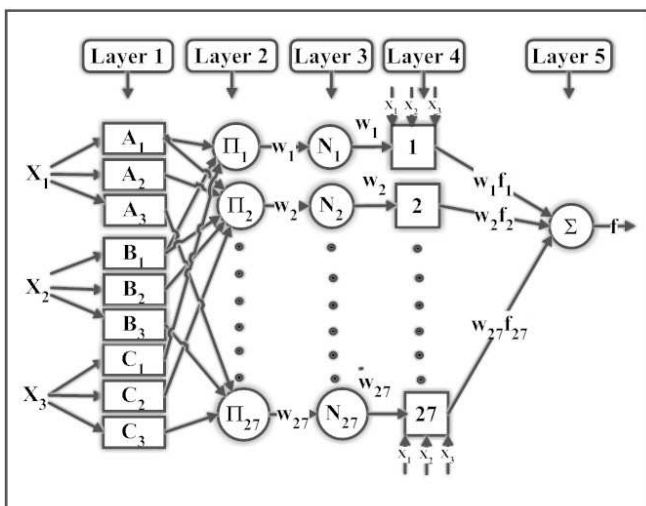 Layer 1 Layer 2 Layer 3 Layer 4 Layer 5
X₁ X₂ X₃
A₁ Π₁ w₁ N₁ w₁ 1
X₁ A₂
A₃ Π₂ w₂ N₂ w₂ 2
w₁f₁
w₂f₂ Σ f
B₁
X₂ B₂
B₃
w₂₇f₂₇
C₁
X₃ C₂
C₃ Π₂₇ w₂₇ N₂₇ w₂₇ 27
X₁ X₂ X₃